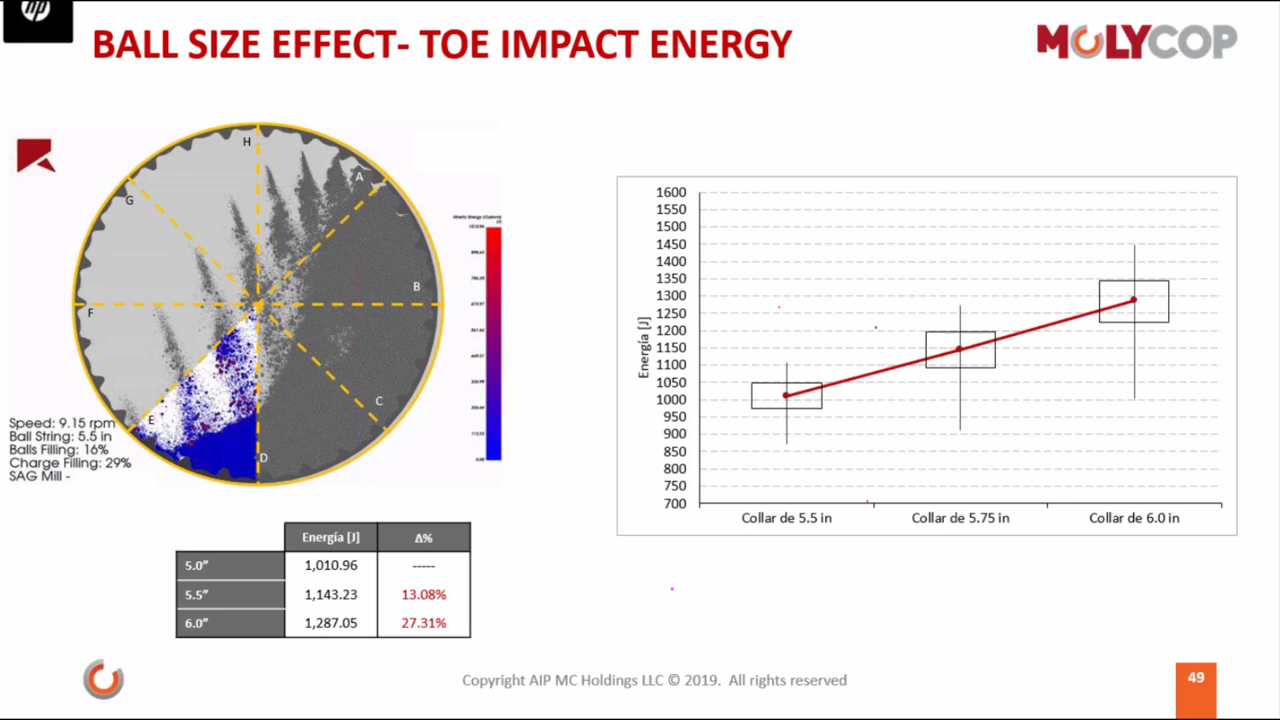 hp
BALL SIZE EFFECT- TOE IMPACT ENERGY
MOLYCOP
H
A
G
B
F
C
E
D
Speed: 9.15 rpm
Ball String: 5.5 in
Balls Filling: 16%
Charge Filling: 29%
SAG Mill -
Energía [J]
1600
1550
1500
1450
1400
1350
1300
1250
1200
1150
1100
1050
1000
950
900
850
800
750
700
Collar de 5.5 in Collar de 5.75 in Collar de 6.0 in
Energía [J] Δ%
5.0” 1,010.96 -----
5.5” 1,143.23 13.08%
6.0” 1,287.05 27.31%
Copyright AIP MC Holdings LLC © 2019. All rights reserved
49